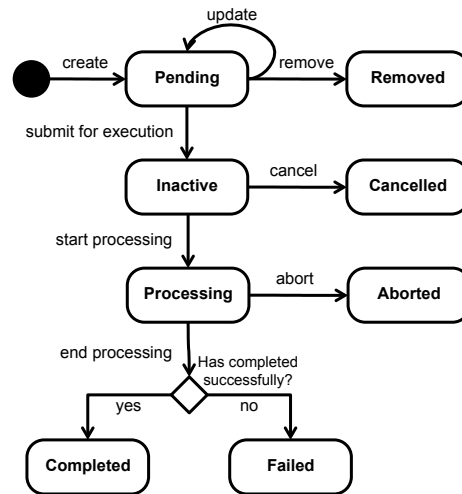 update
create
remove
Pending
Removed
submit for execution
cancel
Inactive
Cancelled
start processing
abort
Processing
Aborted
end processing
Has completed
successfully?
yes
no
Completed
Failed